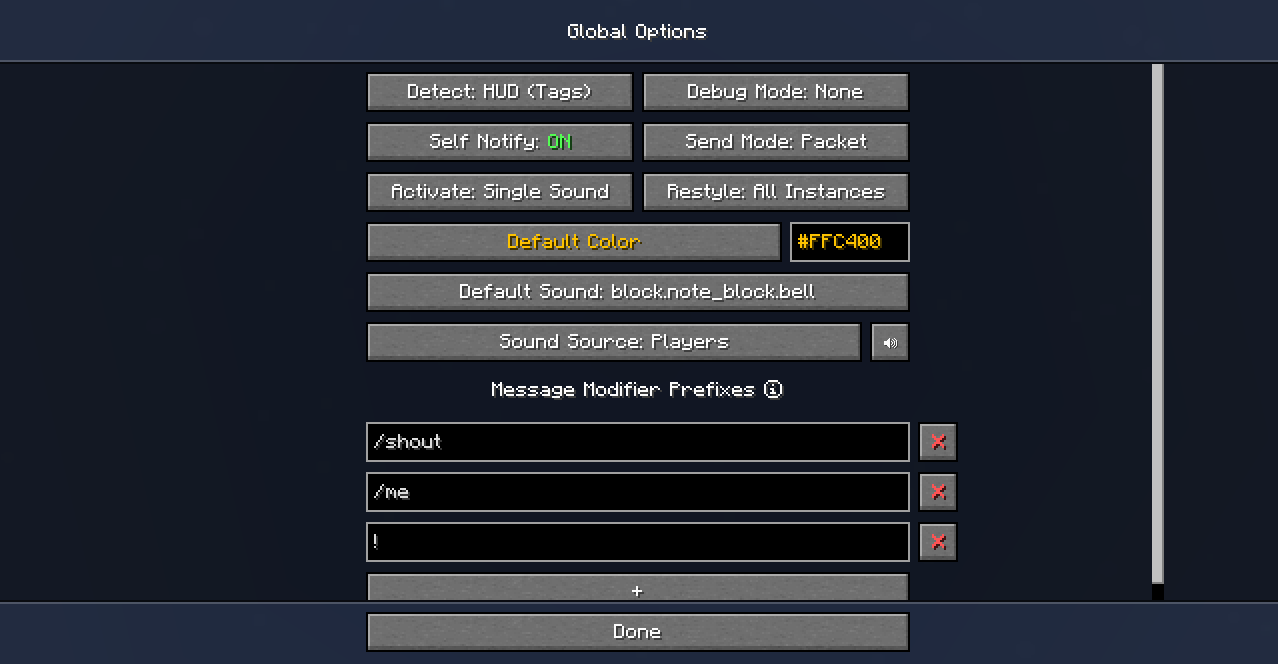 Global Options
Detect: HUD (Tags)
Debug Mode: None
Self Notify: ON
Send Mode: Packet
Activate: Single Sound
Restyle: All Instances
Default Color
#FFC400
Default Sound: block.note_block.bell
Sound Source: Players
Message Modifier Prefixes
/shout
/me
!
+
Done